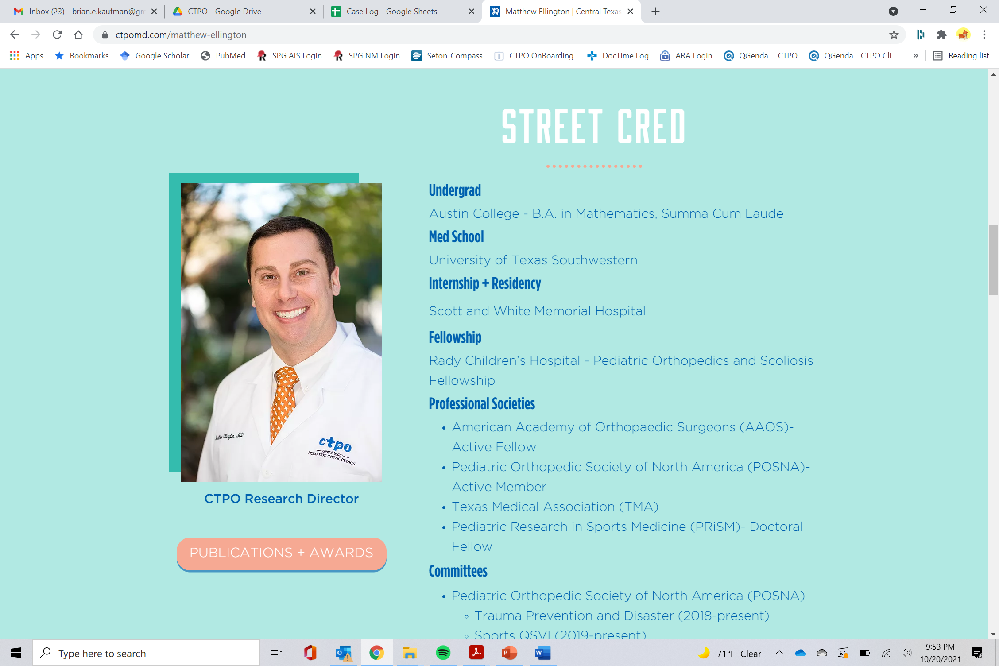 Inbox (23) - brian.e.kaufman@gm
CTPO - Google Drive
Case Log - Google Sheets
Matthew Ellington | Central Texas
ctpomd.com/matthew-ellington
Apps
Bookmarks
Google Scholar
PubMed
SPG AIS Login
SPG NM Login
Seton-Compass
CTPO OnBoarding
DocTime Log
ARA Login
QGenda - CTPO
QGenda - CTPO Cli...
»
Reading list
STREET CRED
Undergrad
Austin College - B.A. in Mathematics, Summa Cum Laude
Med School
University of Texas Southwestern
Internship + Residency
Scott and White Memorial Hospital
Fellowship
Rady Children's Hospital - Pediatric Orthopedics and Scoliosis
Fellowship
Professional Societies
• American Academy of Orthopaedic Surgeons (AAOS)-
Active Fellow
• Pediatric Orthopedic Society of North America (POSNA)-
Active Member
• Texas Medical Association (TMA)
• Pediatric Research in Sports Medicine (PRiSM)- Doctoral
Fellow
Committees
• Pediatric Orthopedic Society of North America (POSNA)
◦ Trauma Prevention and Disaster (2018-present)
◦ Sports QSVI (2019-present)
Ellington, MD
ctpo
central texas
PEDIATRIC ORTHOPEDICS
CTPO Research Director
PUBLICATIONS + AWARDS
Type here to search
71°F Clear
9:53 PM
10/20/2021